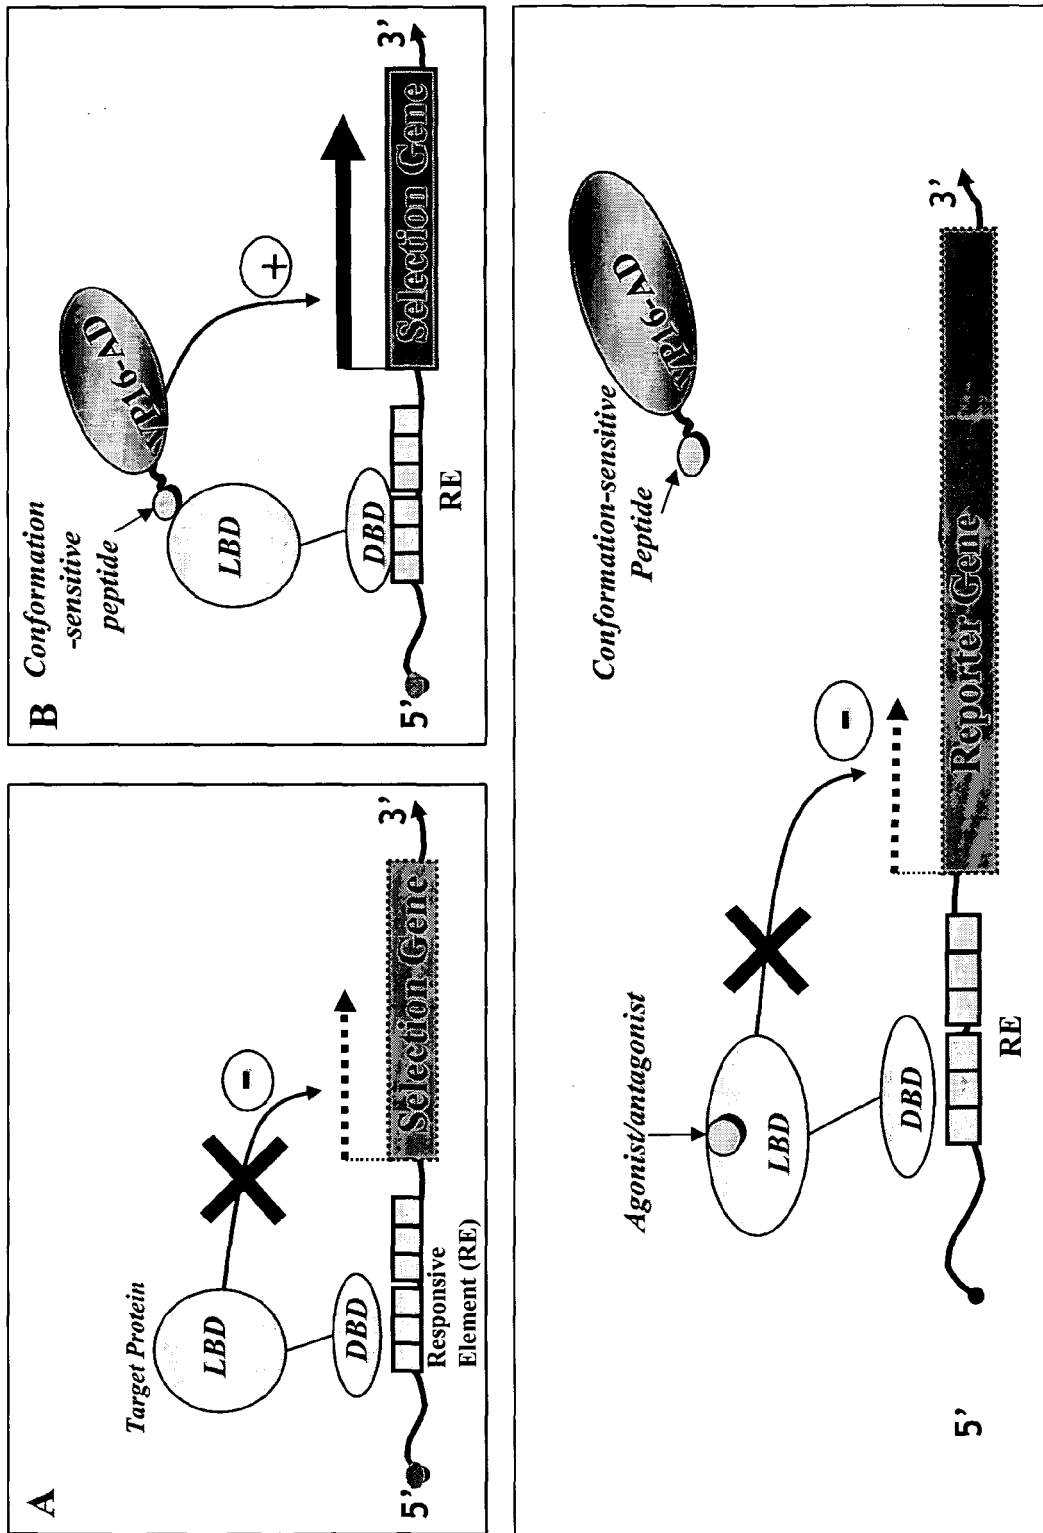 A
Target Protein
LBD
-
DBD
Responsive
Element (RE)
Selection Gene
5'
3'
B
Conformation
-sensitive
peptide
VP16-AD
LBD
+
DBD
RE
Selection Gene
5'
3'
Agonist/antagonist
LBD
-
DBD
RE
Conformation-sensitive
Peptide
VP16-AD
Reporter Gene
5'
3'